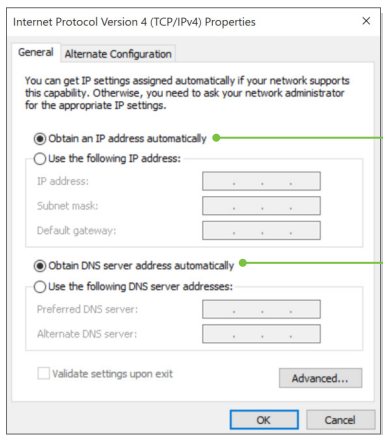 Internet Protocol Version 4 (TCP/IPv4) Properties
General Alternate Configuration
You can get IP settings assigned automatically if your network supports
this capability. Otherwise, you need to ask your network administrator
for the appropriate IP settings.
Obtain an IP address automatically
Use the following IP address:
IP address:
Subnet mask:
Default gateway:
Obtain DNS server address automatically
Use the following DNS server addresses:
Preferred DNS server:
Alternate DNS server:
Validate settings upon exit
Advanced...
OK Cancel